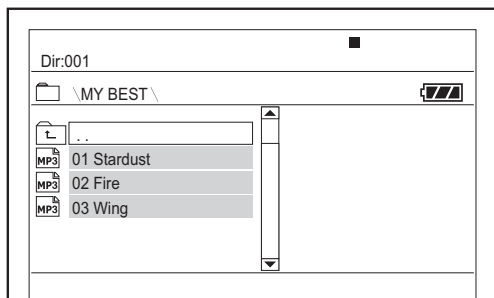 Dir:001
\MY BEST\
. .
MP3 01 Stardust
MP3 02 Fire
MP3 03 Wing